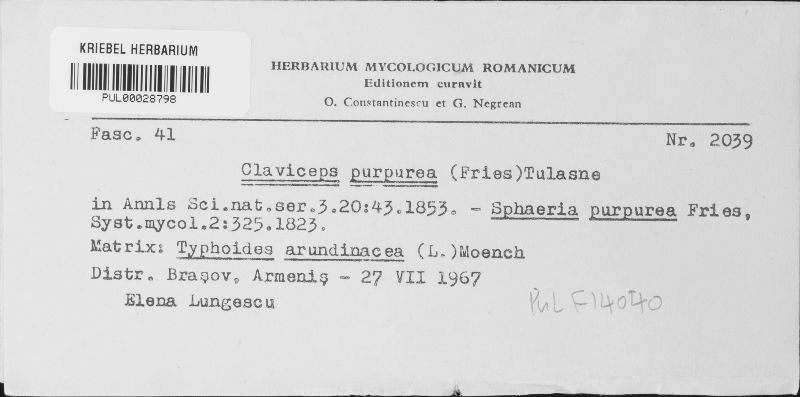 KRIEBEL HERBARIUM
PUL00028798
HERBARIUM MYCOLOGICUM ROMANICUM
Editionem curavit
O. Constantinescu et G. Negrean
Fasc. 41 Nr. 2039
Claviceps purpurea (Fries)Tulasne
in Annls Sci.nat.ser.3.20:43.1853. - Sphaeria purpurea Fries,
Syst.mycol.2:325.1823.
Matrix: Typhoides arundinacea (L.)Moench
Distr. Braşov, Armeniş - 27 VII 1967
Elena Lungescu
PUL F14040